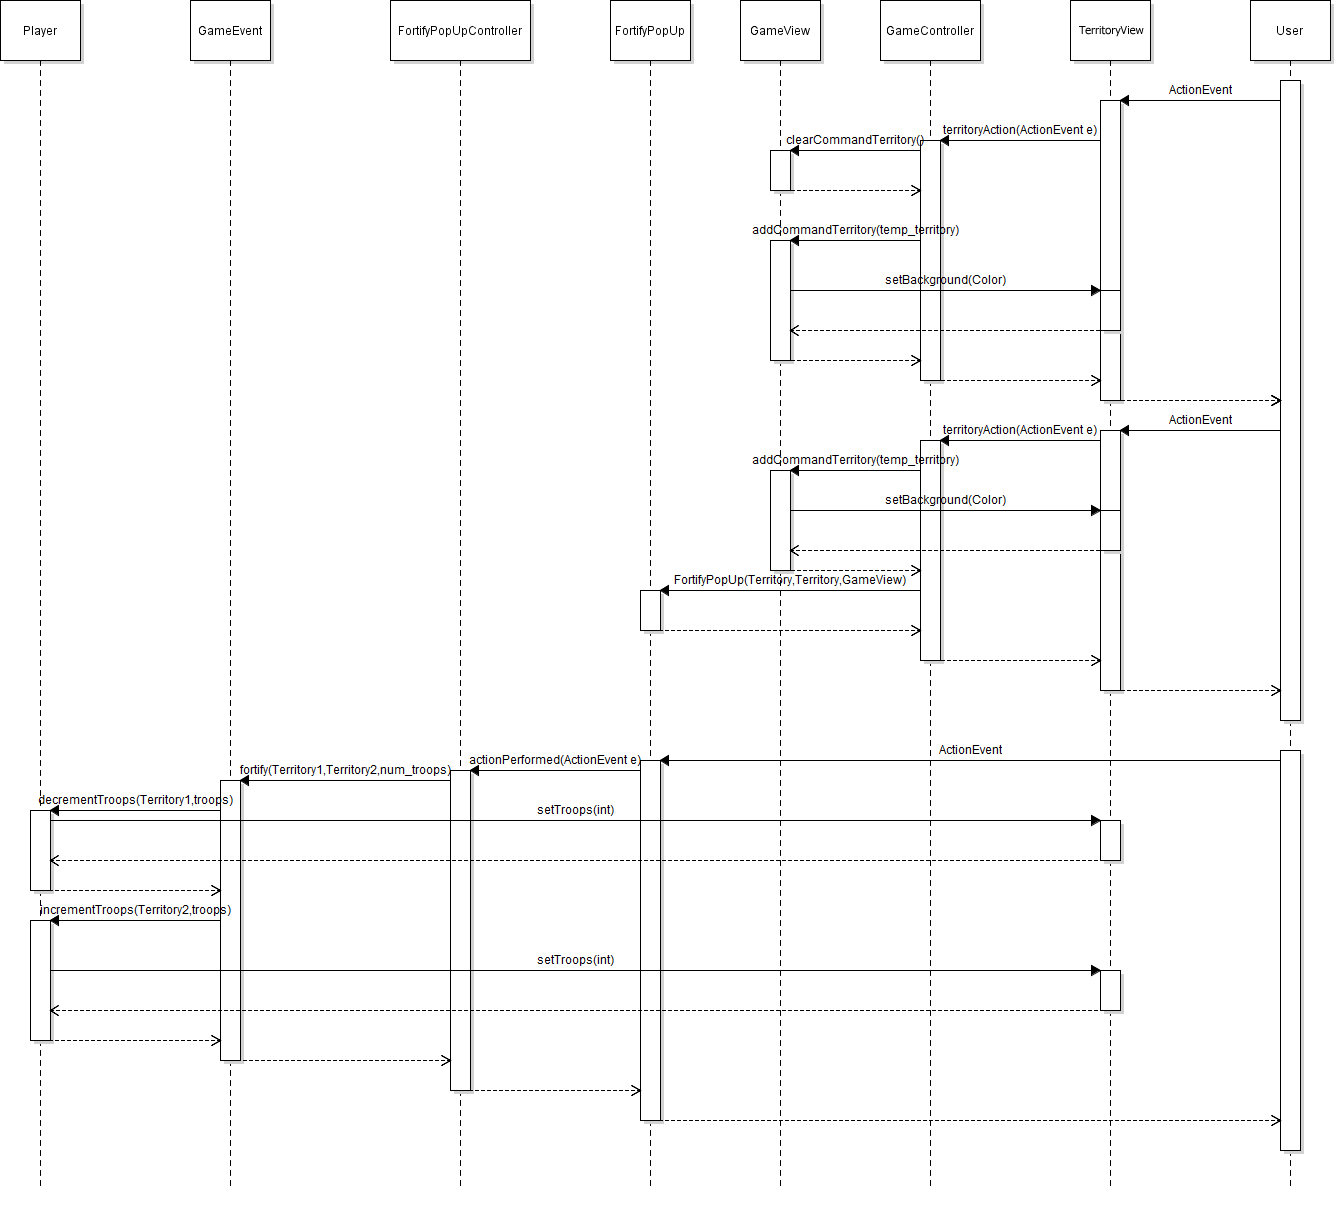 Player
GameEvent
FortifyPopUpController
FortifyPopUp
GameView
GameController
TerritoryView
User
ActionEvent
territoryAction(ActionEvent e)
clearCommandTerritory()
addCommandTerritory(temp_territory)
setBackground(Color)
ActionEvent
territoryAction(ActionEvent e)
addCommandTerritory(temp_territory)
setBackground(Color)
FortifyPopUp(Territory,Territory,GameView)
ActionEvent
actionPerformed(ActionEvent e)
fortify(Territory1,Territory2,num_troops)
decrementTroops(Territory1,troops)
setTroops(int)
incrementTroops(Territory2,troops)
setTroops(int)